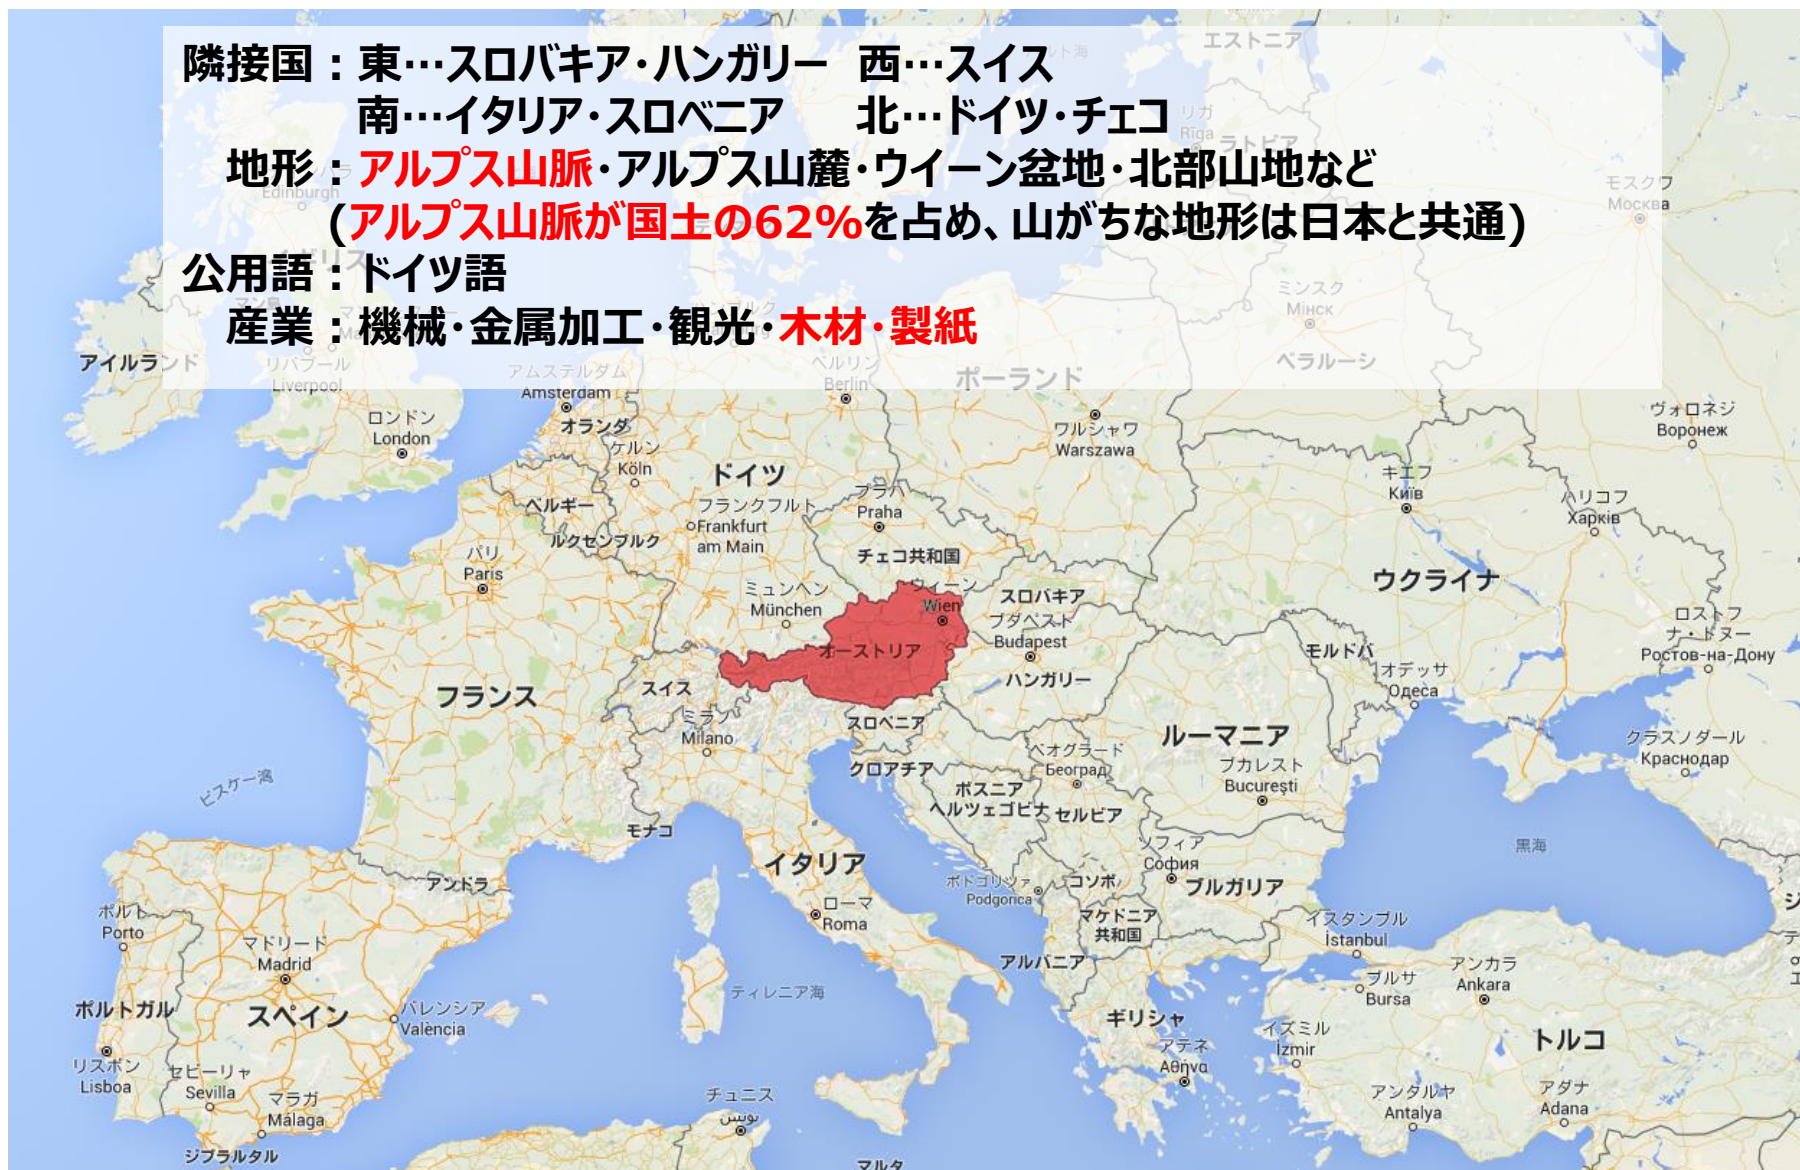 隣接国：東…スロバキア・ハンガリー　西…スイス
南…イタリア・スロベニア　　北…ドイツ・チェコ
地形：アルプス山脈・アルプス山麓・ウイーン盆地・北部山地など
(アルプス山脈が国土の62%を占め、山がちな地形は日本と共通)
公用語：ドイツ語
産業：機械・金属加工・観光・木材・製紙
エストニア
リガ
Rīga
ラトビア
モスクワ
Москва
Edinburgh
イギリス
ミンスク
Мінск
ベラルーシ
アイルランド
リバプール
Liverpool
アムステルダム
Amsterdam
オランダ
ベルリン
Berlin
ポーランド
ロンドン
London
ケルン
Köln
ドイツ
ワルシャワ
Warszawa
ヴォロネジ
Воронеж
キエフ
Київ
ハリコフ
Харків
ベルギー
ルクセンブルク
フランクフルト
Frankfurt
am Main
プラハ
Praha
チェコ共和国
パリ
Paris
ミュンヘン
München
ウィーン
Wien
スロバキア
ブダペスト
Budapest
ウクライナ
ロストフ
ナ・ドヌー
Ростов-на-Дону
オーストリア
モルドバ
オデッサ
Одеса
ハンガリー
スイス
フランス
ミラノ
Milano
スロベニア
クロアチア
ルーマニア
ブカレスト
București
クラスノダール
Краснодар
ベオグラード
Београд
ボスニア
ヘルツェゴビナ
セルビア
ビスケー湾
モナコ
黒海
イタリア
ソフィア
София
ブルガリア
アンドラ
ポドゴリツァ
Podgorica
コソボ
マケドニア
共和国
ポルト
Porto
マドリード
Madrid
ローマ
Roma
イスタンブル
İstanbul
アルバニア
アンカラ
Ankara
ブルサ
Bursa
ティレニア海
ポルトガル
スペイン
バレンシア
València
ギリシャ
イズミル
İzmir
トルコ
アテネ
Αθήνα
リスボン
Lisboa
セビーリャ
Sevilla
マラガ
Málaga
チュニス
تونس
アンタルヤ
Antalya
アダナ
Adana
ジブラルタル
マルタ